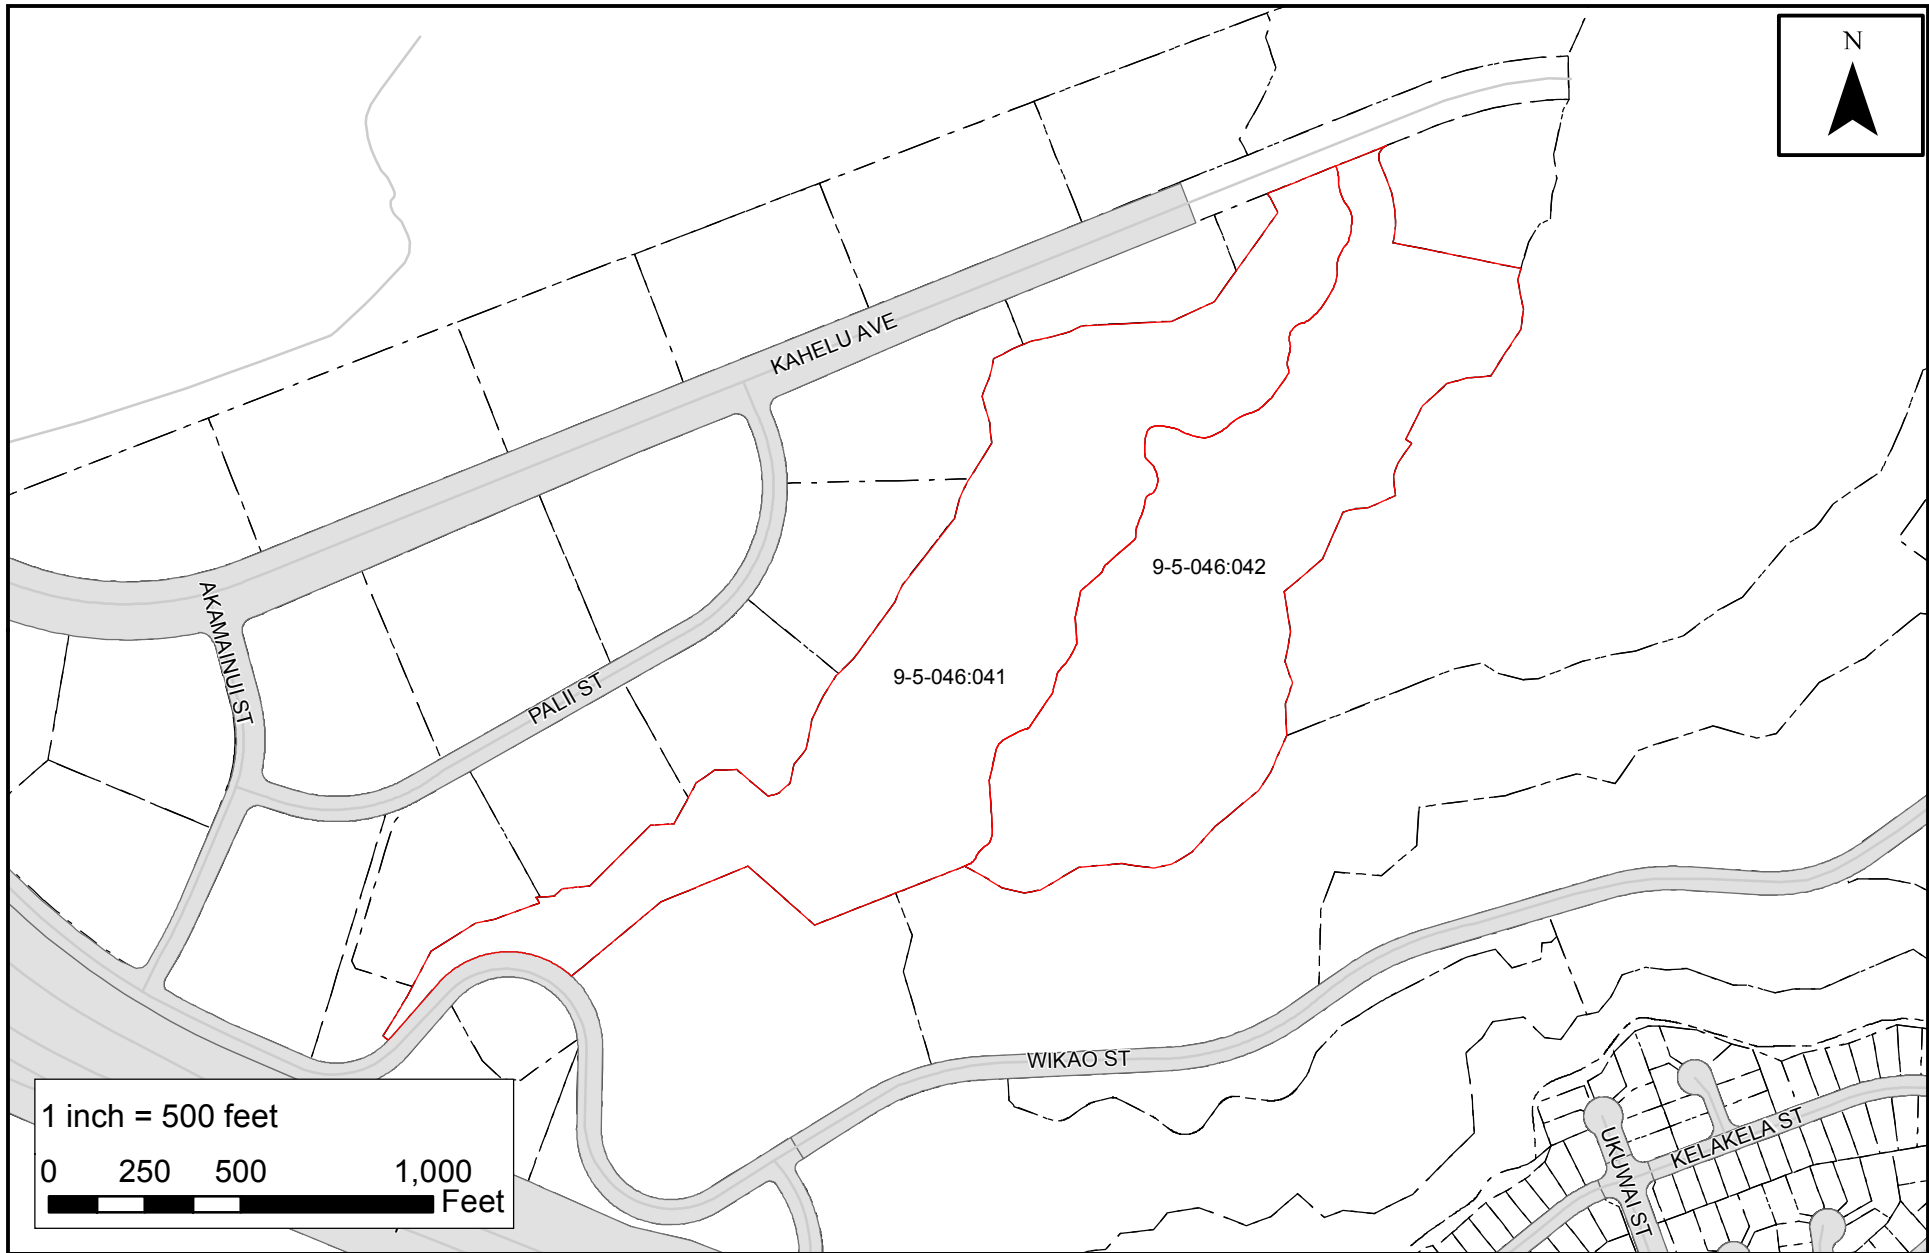 N
KAHELU AVE
AKAMAINUI ST
PALII ST
9-5-046:042
9-5-046:041
WIKAO ST
UKUWAI ST
KELAKELA ST
1 inch = 500 feet
0 250 500 1,000
Feet